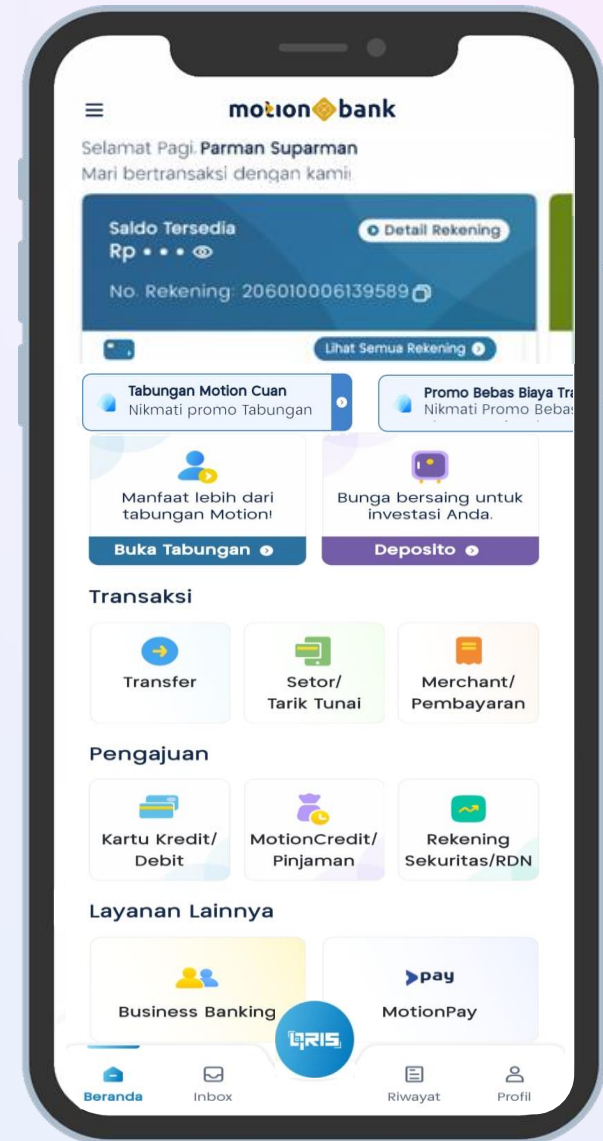 motion bank
Selamat Pagi. Parman Suparman
Mari bertransaksi dengan kami!
Saldo Tersedia
Detail Rekening
Rp • • •
No. Rekening: 206010006139589
Lihat Semua Rekening
Tabungan Motion Cuan
Nikmati promo Tabungan
Promo Bebas Biaya Tra
Nikmati Promo Bebas
Manfaat lebih dari
tabungan Motion!
Buka Tabungan
Bunga bersaing untuk
investasi Anda.
Deposito
Transaksi
Transfer
Setor/
Tarik Tunai
Merchant/
Pembayaran
Pengajuan
Kartu Kredit/
Debit
MotionCredit/
Pinjaman
Rekening
Sekuritas/RDN
Layanan Lainnya
Business Banking
pay
MotionPay
QRIS
Beranda
Inbox
Riwayat
Profil